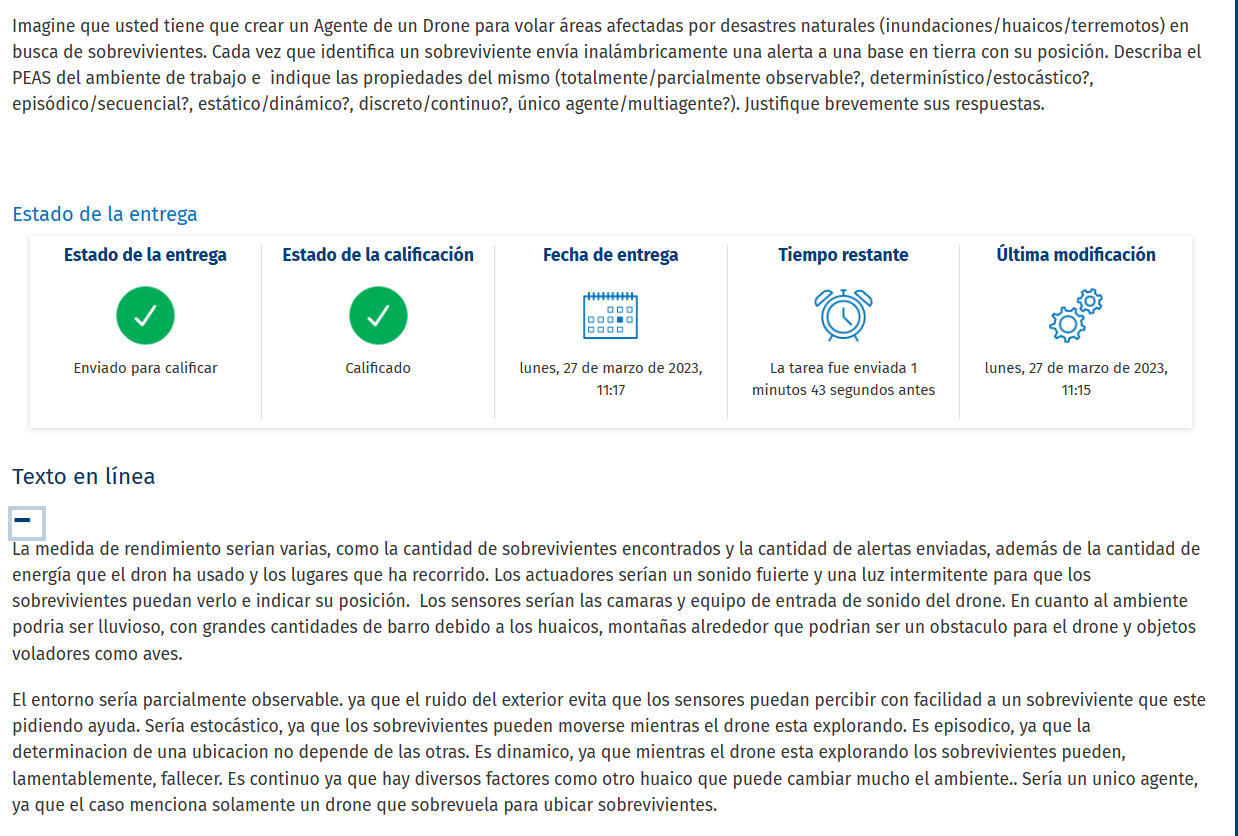 Imagine que usted tiene que crear un Agente de un Drone para volar áreas afectadas por desastres naturales (inundaciones/huaicos/terremotos) en
busca de sobrevivientes. Cada vez que identifica un sobreviviente envía inalámbricamente una alerta a una base en tierra con su posición. Describa el
PEAS del ambiente de trabajo e  indique las propiedades del mismo (totalmente/parcialmente observable?, determinístico/estocástico?,
episódico/secuencial?, estático/dinámico?, discreto/continuo?, único agente/multiagente?). Justifique brevemente sus respuestas.
Estado de la entrega
Estado de la entrega
Enviado para calificar
Estado de la calificación
Calificado
Fecha de entrega
lunes, 27 de marzo de 2023,
11:17
Tiempo restante
La tarea fue enviada 1
minutos 43 segundos antes
Última modificación
lunes, 27 de marzo de 2023,
11:15
Texto en línea
La medida de rendimiento serian varias, como la cantidad de sobrevivientes encontrados y la cantidad de alertas enviadas, además de la cantidad de
energía que el dron ha usado y los lugares que ha recorrido. Los actuadores serían un sonido fuierte y una luz intermitente para que los
sobrevivientes puedan verlo e indicar su posición.  Los sensores serían las camaras y equipo de entrada de sonido del drone. En cuanto al ambiente
podria ser lluvioso, con grandes cantidades de barro debido a los huaicos, montañas alrededor que podrian ser un obstaculo para el drone y objetos
voladores como aves.
El entorno sería parcialmente observable. ya que el ruido del exterior evita que los sensores puedan percibir con facilidad a un sobreviviente que este
pidiendo ayuda. Sería estocástico, ya que los sobrevivientes pueden moverse mientras el drone esta explorando. Es episodico, ya que la
determinacion de una ubicacion no depende de las otras. Es dinamico, ya que mientras el drone esta explorando los sobrevivientes pueden,
lamentablemente, fallecer. Es continuo ya que hay diversos factores como otro huaico que puede cambiar mucho el ambiente.. Sería un unico agente,
ya que el caso menciona solamente un drone que sobrevuela para ubicar sobrevivientes.